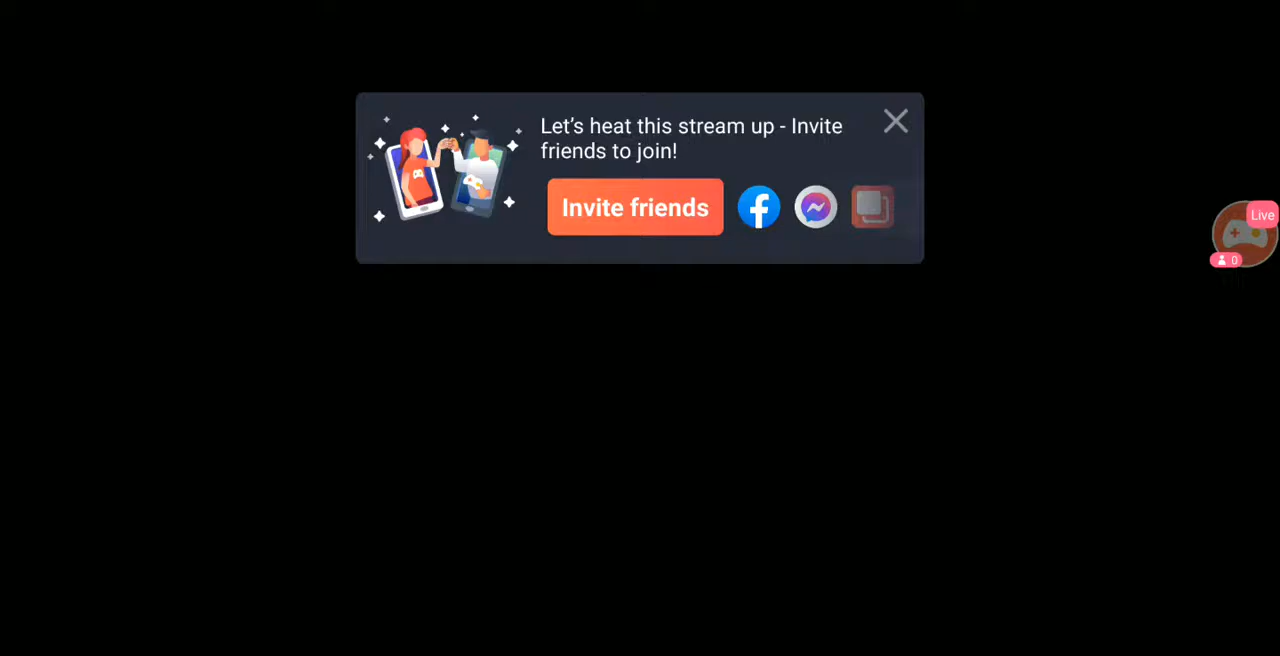 Let’s heat this stream up - Invite
friends to join!
Invite friends
Live
0